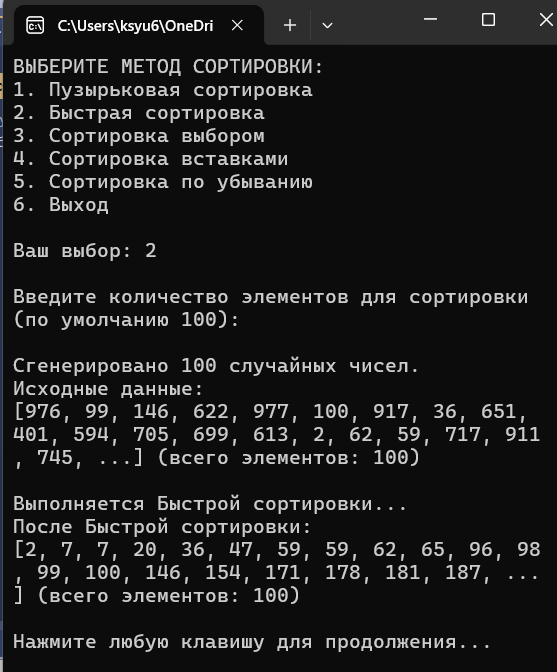 C:\Users\ksyu6\OneDri
ВЫБЕРИТЕ МЕТОД СОРТИРОВКИ:
1. Пузырьковая сортировка
2. Быстрая сортировка
3. Сортировка выбором
4. Сортировка вставками
5. Сортировка по убыванию
6. Выход
Ваш выбор: 2
Введите количество элементов для сортировки
(по умолчанию 100):
Сгенерировано 100 случайных чисел.
Исходные данные:
[976, 99, 146, 622, 977, 100, 917, 36, 651,
401, 594, 705, 699, 613, 2, 62, 59, 717, 911
, 745, ...] (всего элементов: 100)
Выполняется Быстрой сортировки...
После Быстрой сортировки:
[2, 7, 7, 20, 36, 47, 59, 59, 62, 65, 96, 98
, 99, 100, 146, 154, 171, 178, 181, 187, ...
] (всего элементов: 100)
Нажмите любую клавишу для продолжения...